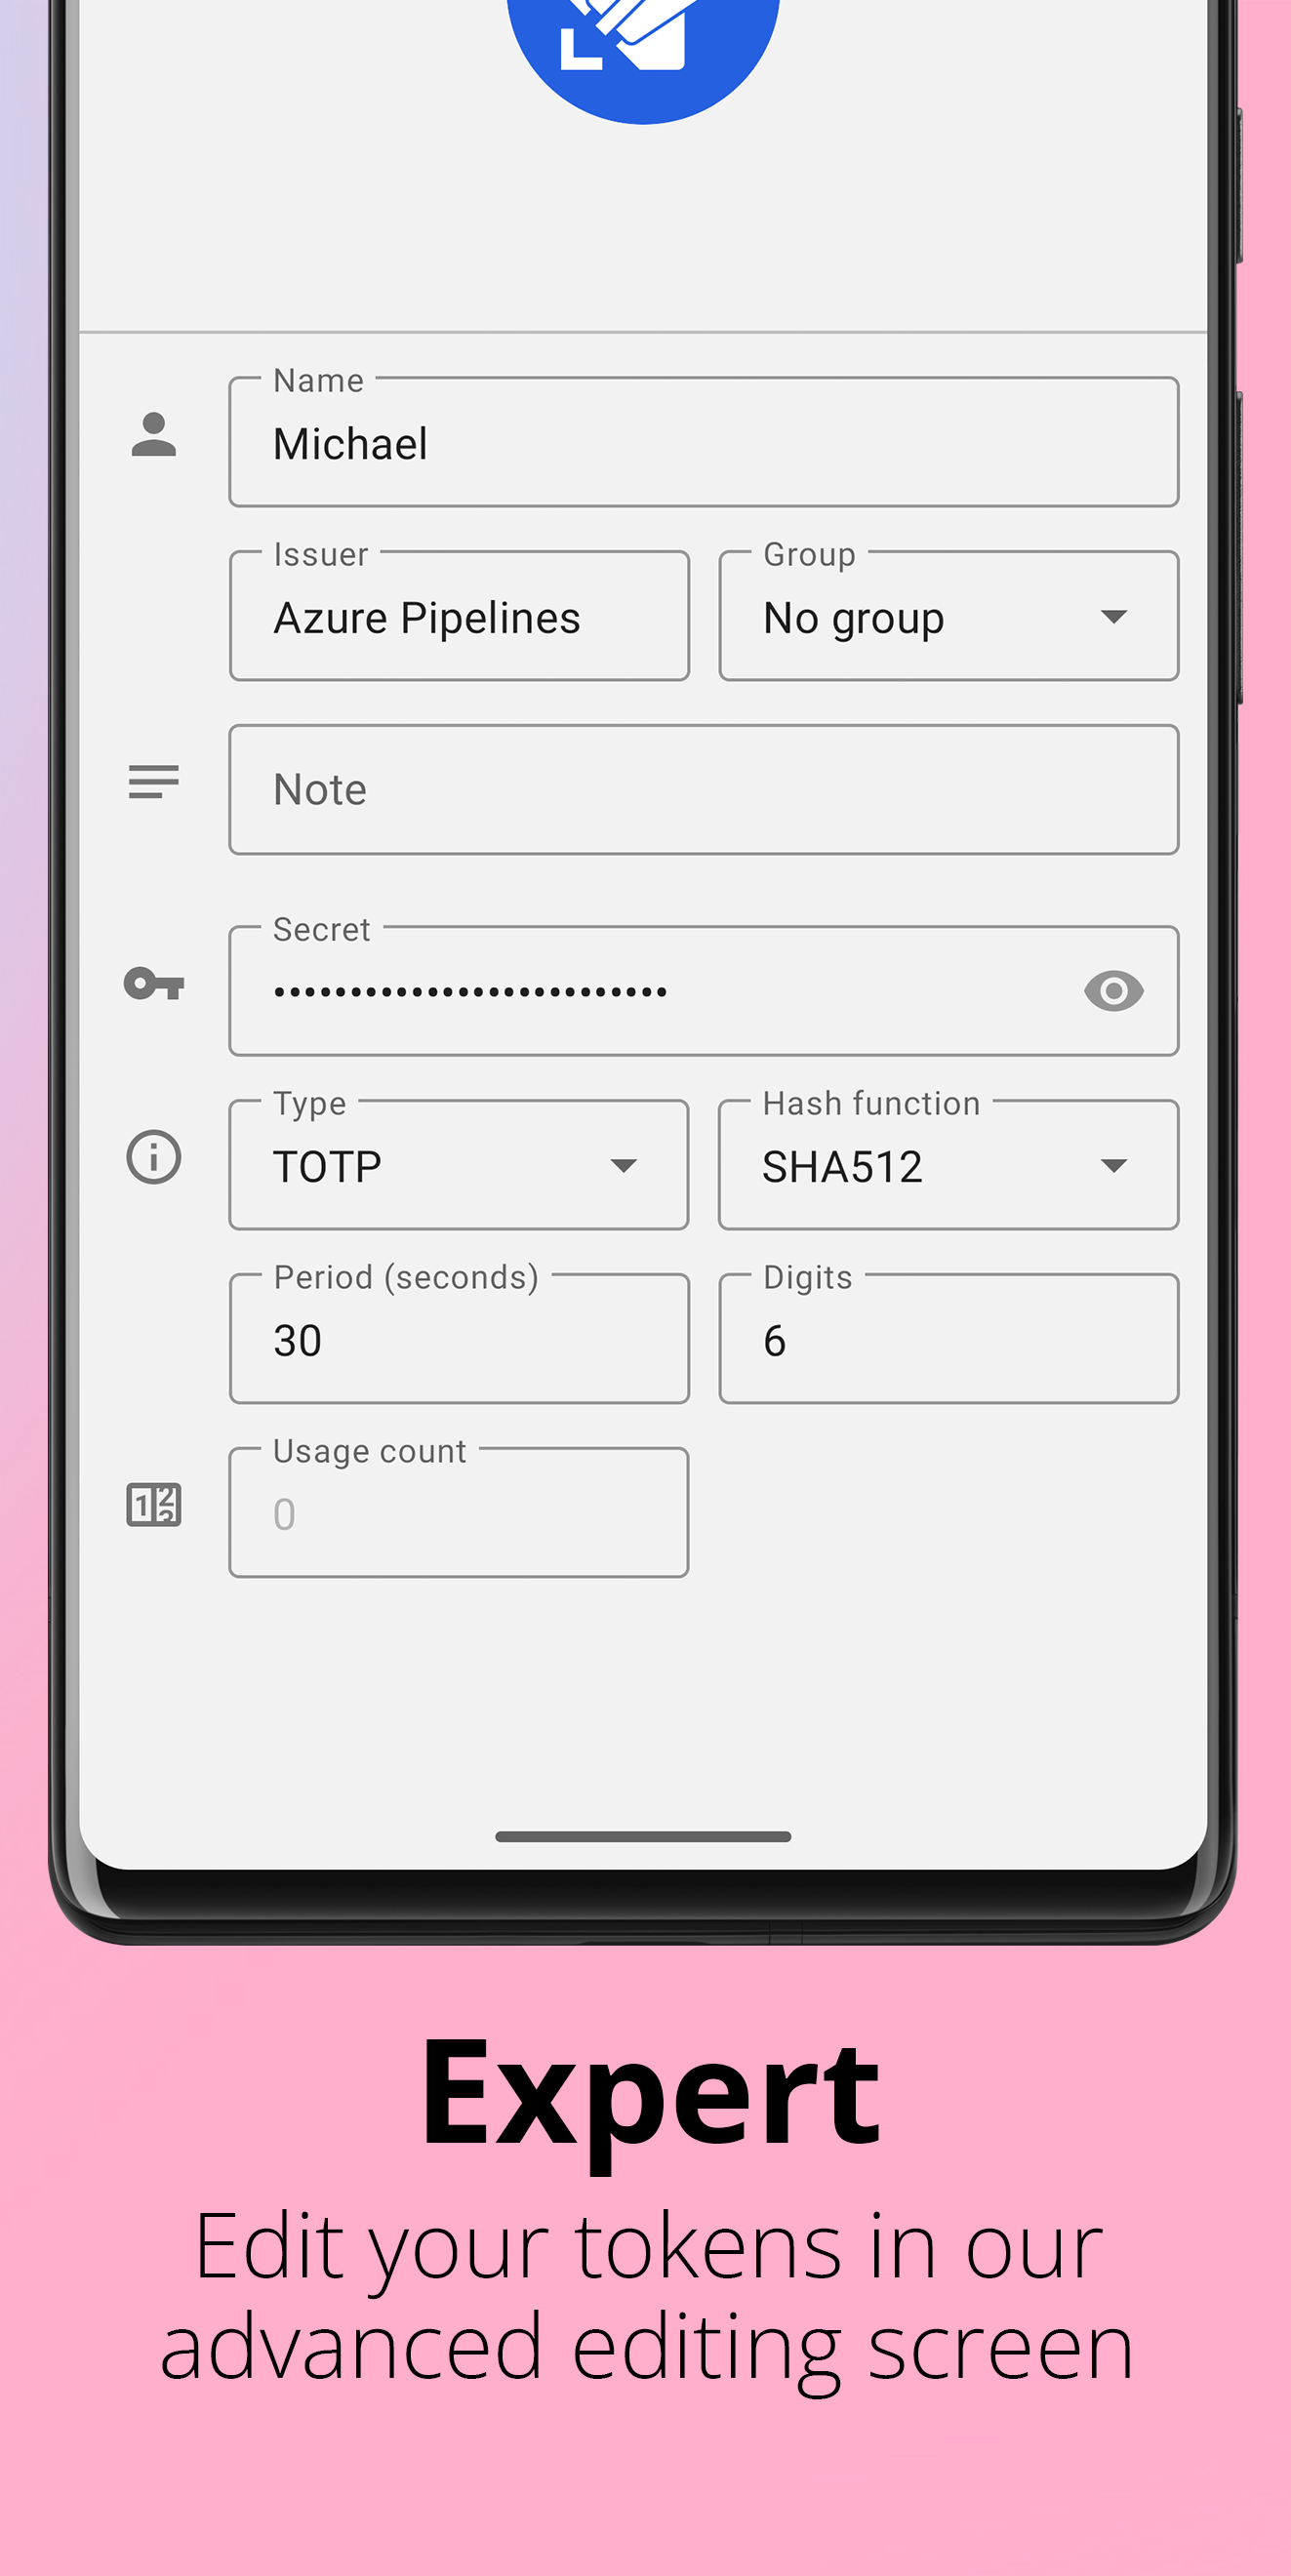 Name
Michael
Issuer
Azure Pipelines
Group
No group
Note
Secret
••••••••••••••••••••••••••
Type
TOTP
Hash function
SHA512
Period (seconds)
30
Digits
6
Usage count
0
Expert
Edit your tokens in our
advanced editing screen